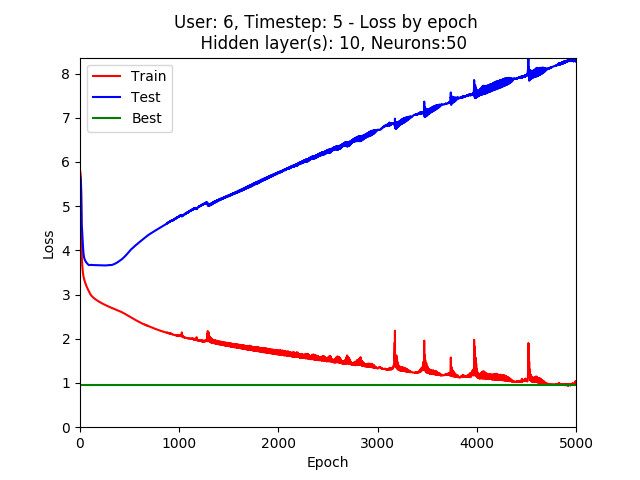 User: 6, Timestep: 5 - Loss by epoch
Hidden layer(s): 10, Neurons:50
Train
Test
Best
8
7
6
5
4
3
2
1
0
Loss
0 1000 2000 3000 4000 5000
Epoch